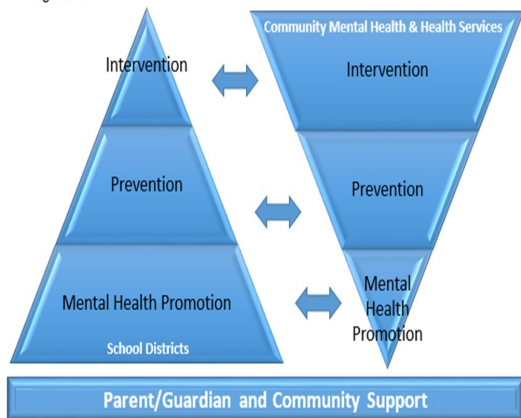 Community Mental Health & Health Services
Intervention
Intervention
Prevention
Prevention
Mental Health Promotion
Mental
Health
Promotion
School Districts
Parent/Guardian and Community Support